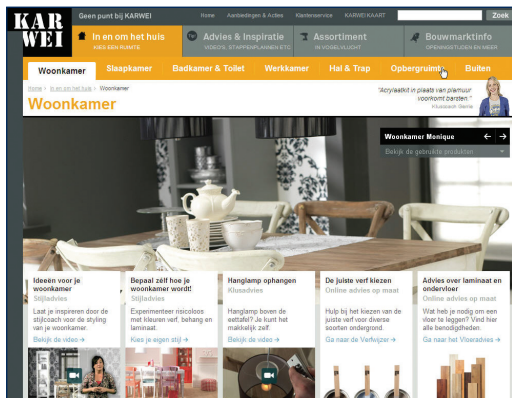 KAR
WEI
Geen punt bij KARWEI
Home Aanbiedingen & Acties Klantenservice KARWEI KAART Zoek
In en om het huis
KIES EEN RUIMTE
Advies & Inspiratie
VIDEO'S, STAPPENPLANNEN ETC
Assortiment
IN VOGELVLUCHT
Bouwmarktinfo
OPENINGSTIJDEN EN MEER
Woonkamer Slaapkamer Badkamer & Toilet Werkkamer Hal & Trap Opbergruimte Buiten
Home > In en om het huis > Woonkamer
Woonkamer
"Acrylaatkit in plaats van plamuur
voorkomt barsten."
Kluscoach Gerrie
Woonkamer Monique
Bekijk de gebruikte produkten
Ideeën voor je
woonkamer
Stijladvies
Laat je inspireren door de
stijlcoach voor de styling
van je woonkamer.
Bekijk de video
Bepaal zélf hoe je
woonkamer wordt!
Stijladvies
Experimenteer risicoloos
met kleuren verf, behang en
laminaat.
Kies je eigen stijl
Hanglamp ophangen
Klusadvies
Hanglamp boven de
eettafel? Je kunt het
makkelijk zelf.
Bekijk de video
De juiste verf kiezen
Online advies op maat
Hulp bij het kiezen van de
juiste verf voor diverse
soorten ondergrond.
Ga naar de Verfwijzer
Advies over laminaat en
ondervloer
Online advies op maat
Wat heb je nodig om een
vloer te leggen? Vind hier
alle benodigheden.
Ga naar het Vloeradvies